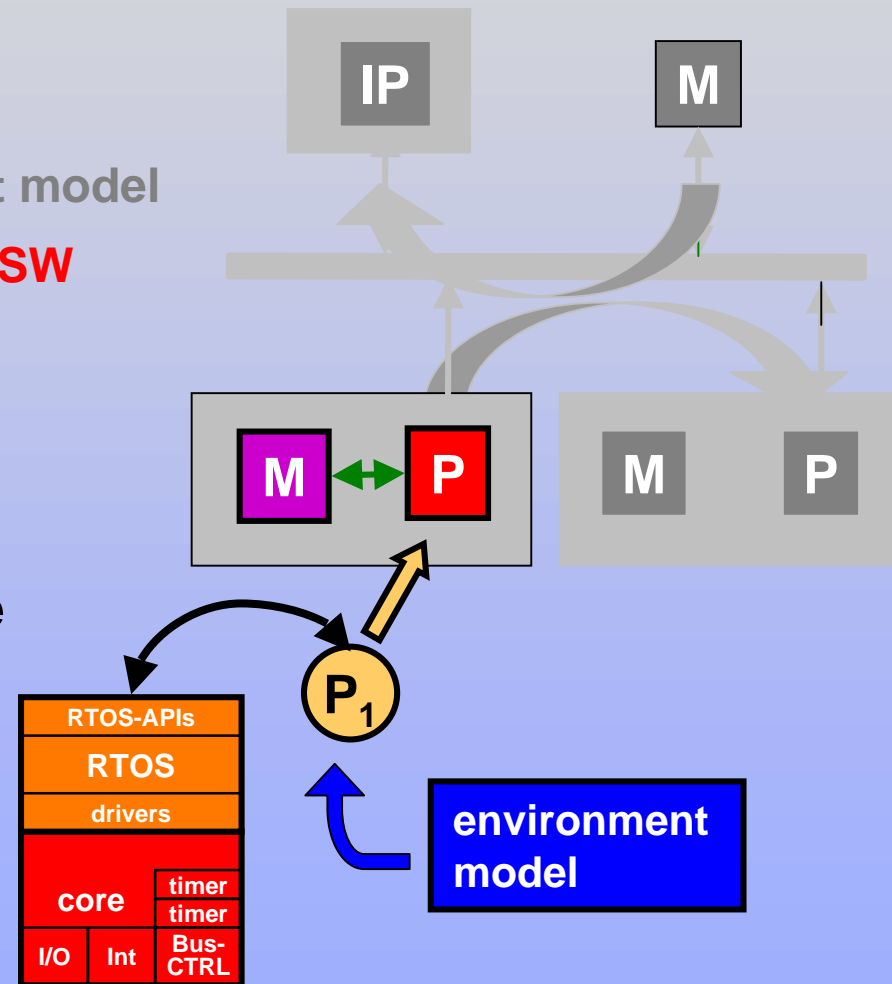 IP
M
t model
SW
M
P
M
P
e
P1
RTOS-APIs
RTOS
drivers
core
timer
timer
I/O
Int
Bus-
CTRL
environment
model